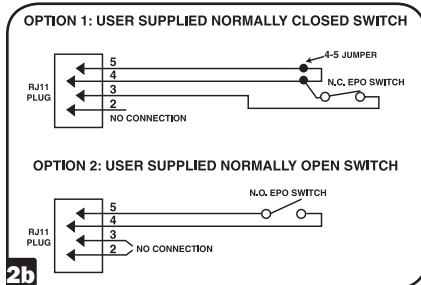 OPTION 1: USER SUPPLIED NORMALLY CLOSED SWITCH
4-5 JUMPER
5
4
3
2
RJ11
PLUG
N.C. EPO SWITCH
NO CONNECTION
OPTION 2: USER SUPPLIED NORMALLY OPEN SWITCH
N.O. EPO SWITCH
5
4
3
2
RJ11
PLUG
NO CONNECTION
2b